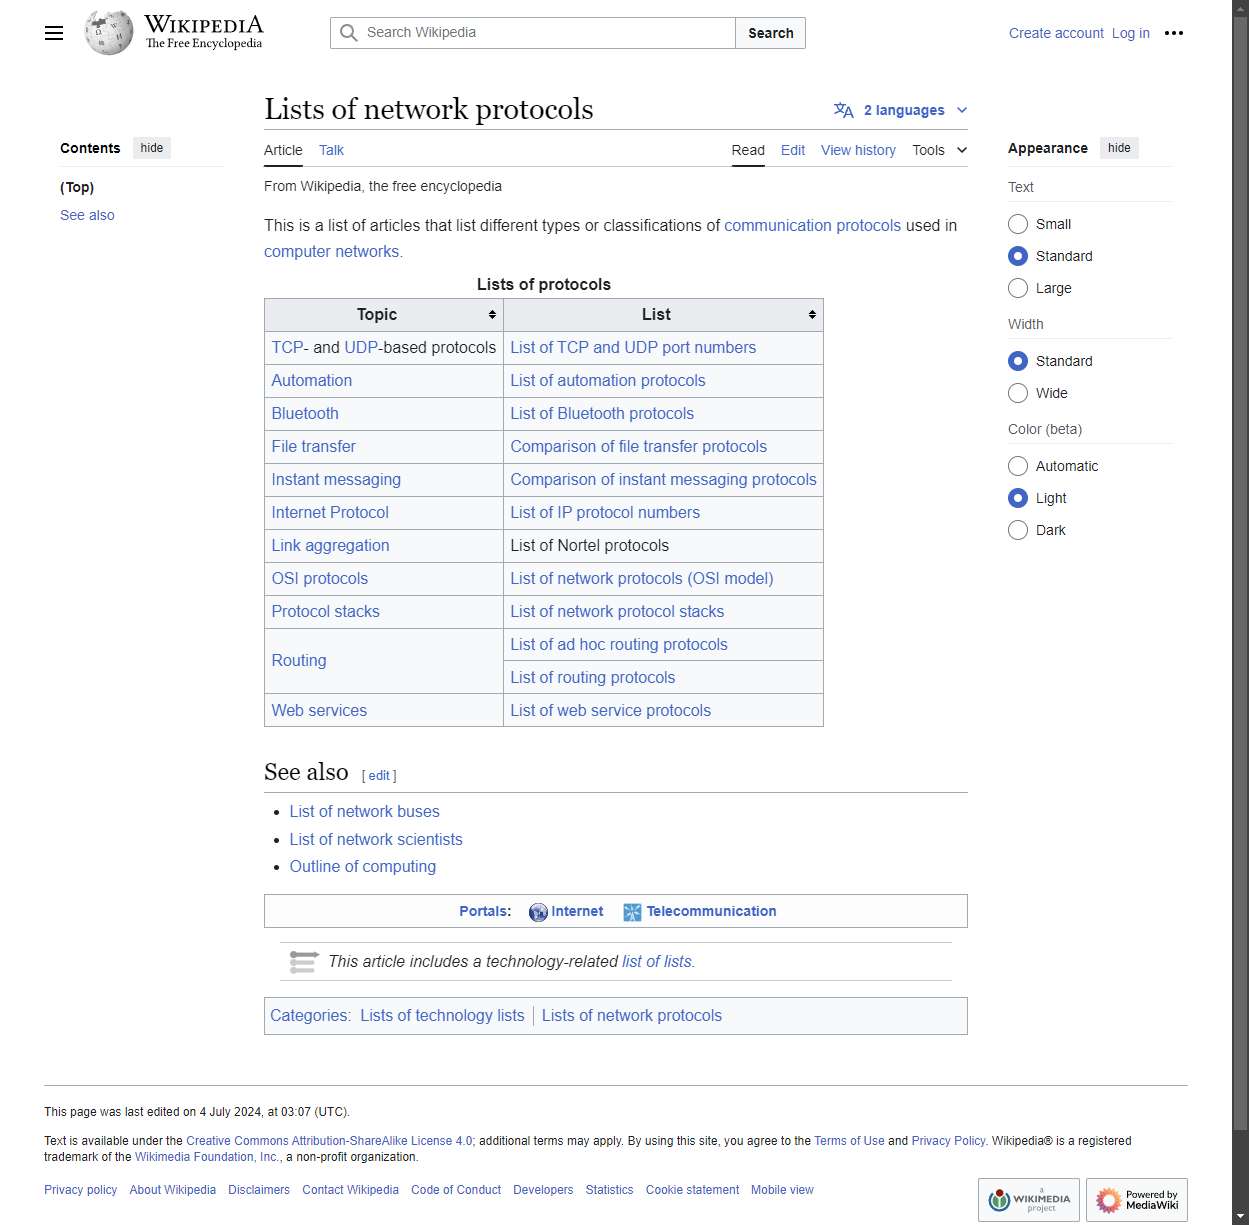 WIKIPEDIA
The Free Encyclopedia
Search Wikipedia
Search
Create account Log in
Lists of network protocols
2 languages
Contents hide
(Top)
See also
Article Talk
Read Edit View history Tools
From Wikipedia, the free encyclopedia
This is a list of articles that list different types or classifications of communication protocols used in
computer networks.
Lists of protocols
Topic List
TCP- and UDP-based protocols List of TCP and UDP port numbers
Automation List of automation protocols
Bluetooth List of Bluetooth protocols
File transfer Comparison of file transfer protocols
Instant messaging Comparison of instant messaging protocols
Internet Protocol List of IP protocol numbers
Link aggregation List of Nortel protocols
OSI protocols List of network protocols (OSI model)
Protocol stacks List of network protocol stacks
Routing List of ad hoc routing protocols
List of routing protocols
Web services List of web service protocols
See also [ edit ]
• List of network buses
• List of network scientists
• Outline of computing
Portals: Internet Telecommunication
This article includes a technology-related list of lists.
Categories: Lists of technology lists | Lists of network protocols
Appearance hide
Text
Small
Standard
Large
Width
Standard
Wide
Color (beta)
Automatic
Light
Dark
This page was last edited on 4 July 2024, at 03:07 (UTC).
Text is available under the Creative Commons Attribution-ShareAlike License 4.0; additional terms may apply. By using this site, you agree to the Terms of Use and Privacy Policy. Wikipedia® is a registered
trademark of the Wikimedia Foundation, Inc., a non-profit organization.
Privacy policy About Wikipedia Disclaimers Contact Wikipedia Code of Conduct Developers Statistics Cookie statement Mobile view
a
WIKIMEDIA
project
Powered by
MediaWiki